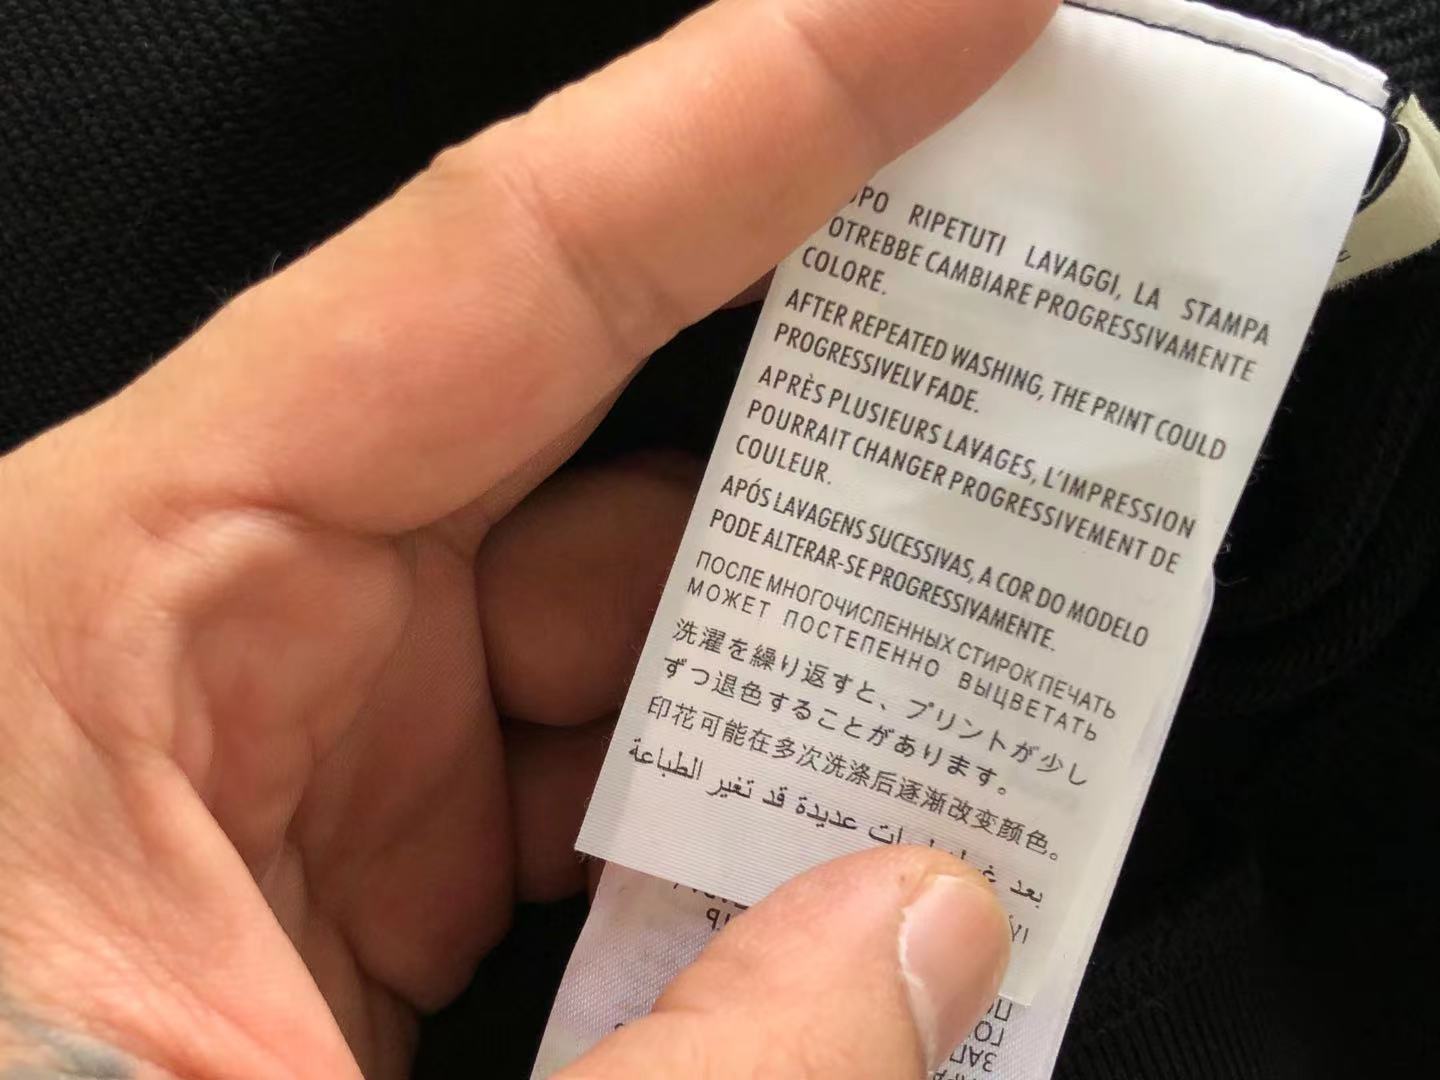 RIPETUTI LAVAGGI, LA STAMPA
CAMBIARE PROGRESSIVAMENTE
COLORE.
AFTER REPEATED WASHING, THE PRINT COULD
PROGRESSIVELV FADE.
APRÈS PLUSIEURS LAVAGES, L'IMPRESSION
POURRAIT CHANGER PROGRESSIVEMENT DE
COULEUR.
APÓS LAVAGENS SUCESSIVAS, A COR DO MODELO
PODE ALTERAR-SE PROGRESSIVAMENTE.
ПОСЛЕ МНОГОЧИСЛЕННЫХ СТИРОК ПЕЧАТЬ
МОЖЕТ ПОСТЕПЕННО ВЫЦВЕТАТЬ
洗濯を繰り返すと、プリントが少し
ずつ退色することがあります。
印花可能在多次洗涤后逐渐改变颜色。
عديدة قد تغير الطباعة
بعد